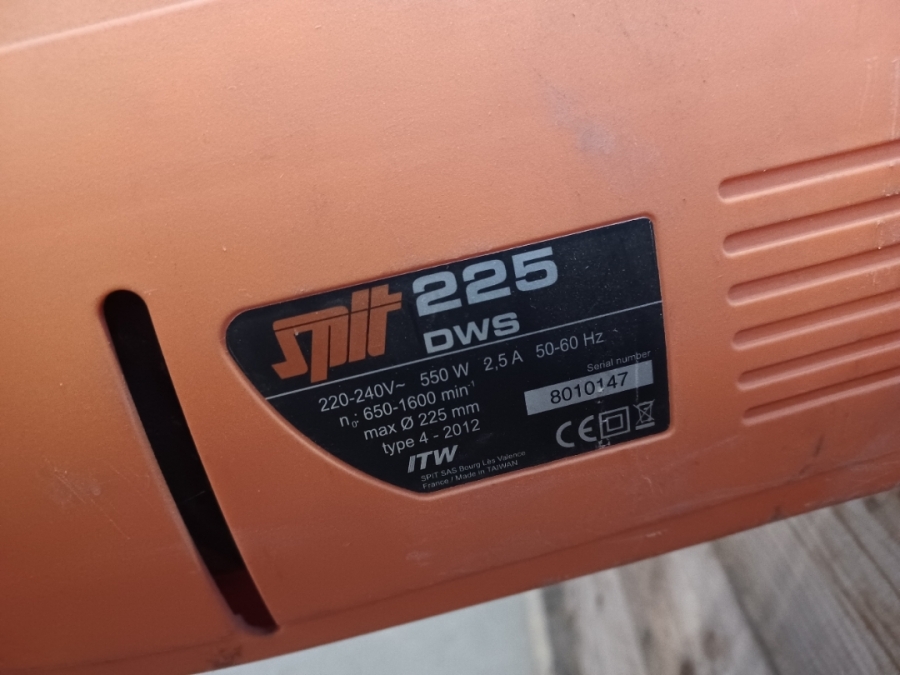 Spit 225
DWS
220-240V~ 550 W 2,5 A 50-60 Hz
n₀: 650-1600 min⁻¹
max Ø 225 mm
type 4 - 2012
Serial number
8010147
CE
ITW
SPIT SAS Bourg Lès Valence
France / Made in TAIWAN